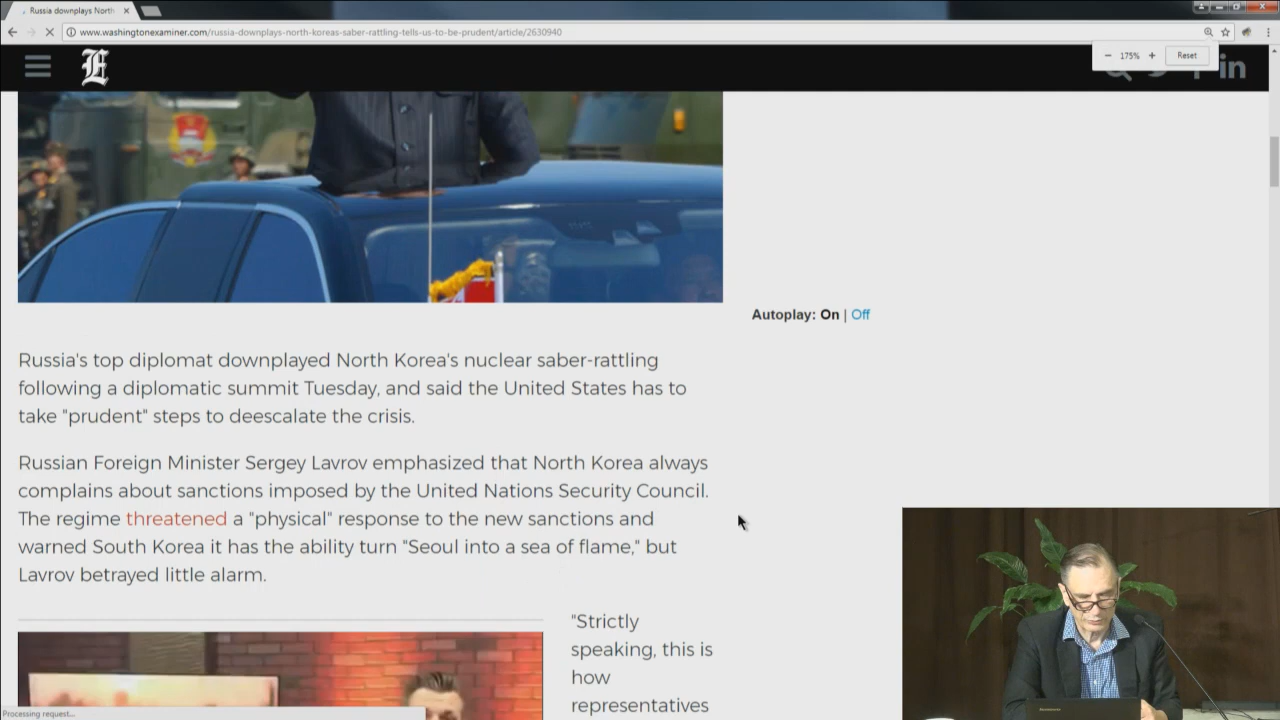 Russia downplays North
www.washingtonexaminer.com/russia-downplays-north-koreas-saber-rattling-tells-us-to-be-prudent/article/2630940
175%
Reset
E
in
Autoplay: On | Off
Russia's top diplomat downplayed North Korea's nuclear saber-rattling
following a diplomatic summit Tuesday, and said the United States has to
take "prudent" steps to deescalate the crisis.
Russian Foreign Minister Sergey Lavrov emphasized that North Korea always
complains about sanctions imposed by the United Nations Security Council.
The regime threatened a "physical" response to the new sanctions and
warned South Korea it has the ability turn "Seoul into a sea of flame," but
Lavrov betrayed little alarm.
"Strictly
speaking, this is
how
representatives
Processing request...